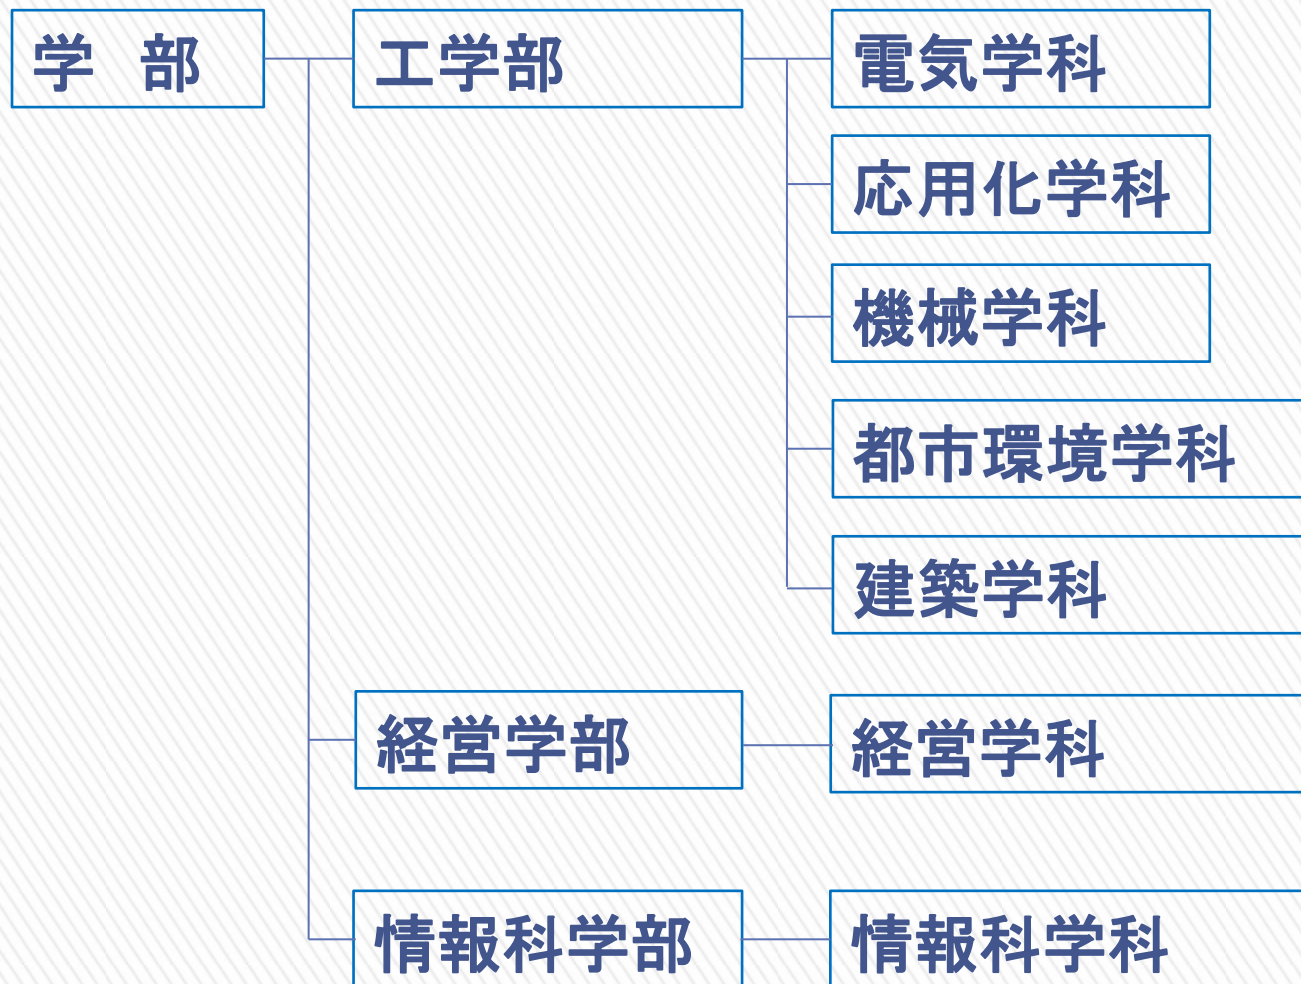 学　部
工学部
電気学科
応用化学科
機械学科
都市環境学科
建築学科
経営学部
経営学科
情報科学部
情報科学科